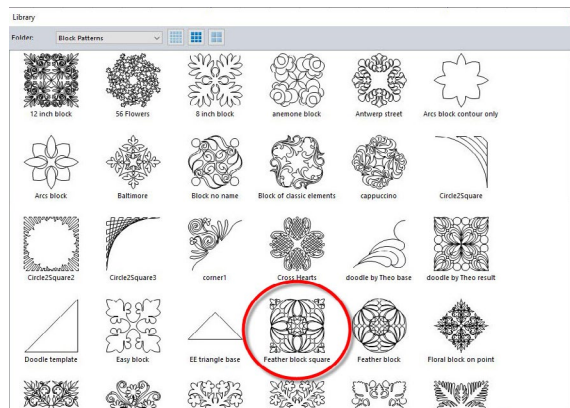 Library
Folder: Block Patterns
12 inch block 56 Flowers 8 inch block anemone block Antwerp street Arcs block contour only
Arcs block Baltimore Block no name Block of classic elements cappuccino Circle2Square
Circle2Square2 Circle2Square3 corner1 Cross Hearts doodle by Theo base doodle by Theo result
Doodle template Easy block EE triangle base Feather block square Feather block Floral block on point